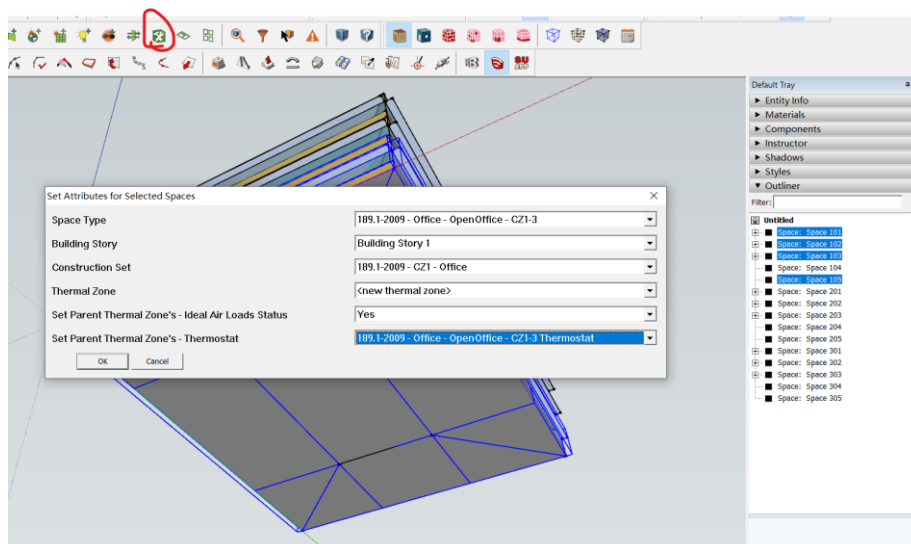 Default Tray
Entity Info
Materials
Components
Instructor
Shadows
Styles
Outliner
Filter:
Untitled
Space: Space 101
Space: Space 102
Space: Space 103
Space: Space 104
Space: Space 105
Space: Space 201
Space: Space 202
Space: Space 203
Space: Space 204
Space: Space 205
Space: Space 301
Space: Space 302
Space: Space 303
Space: Space 304
Space: Space 305
Set Attributes for Selected Spaces
Space Type 189.1-2009 - Office - OpenOffice - CZ1-3
Building Story Building Story 1
Construction Set 189.1-2009 - CZ1 - Office
Thermal Zone <new thermal zone>
Set Parent Thermal Zone's - Ideal Air Loads Status Yes
Set Parent Thermal Zone's - Thermostat 189.1-2009 - Office - OpenOffice - CZ1-3 Thermostat
OK Cancel